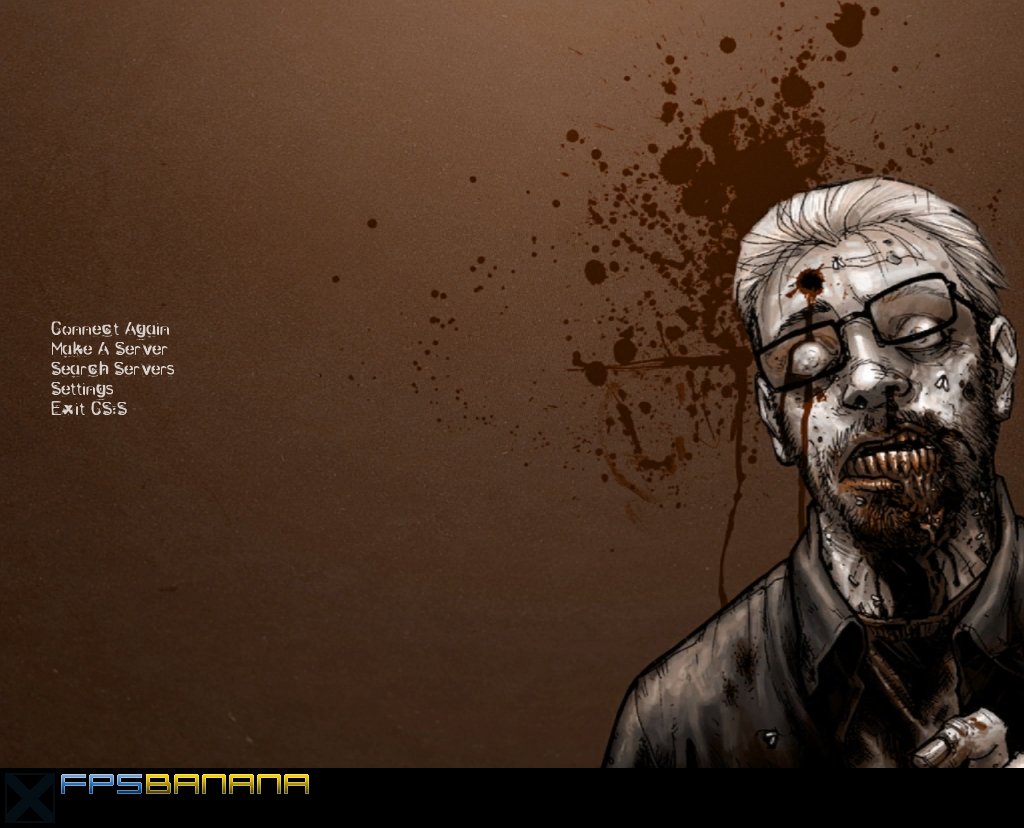 Connect Again
Make A Server
Search Servers
Settings
Exit CS:S
FPSBANANA